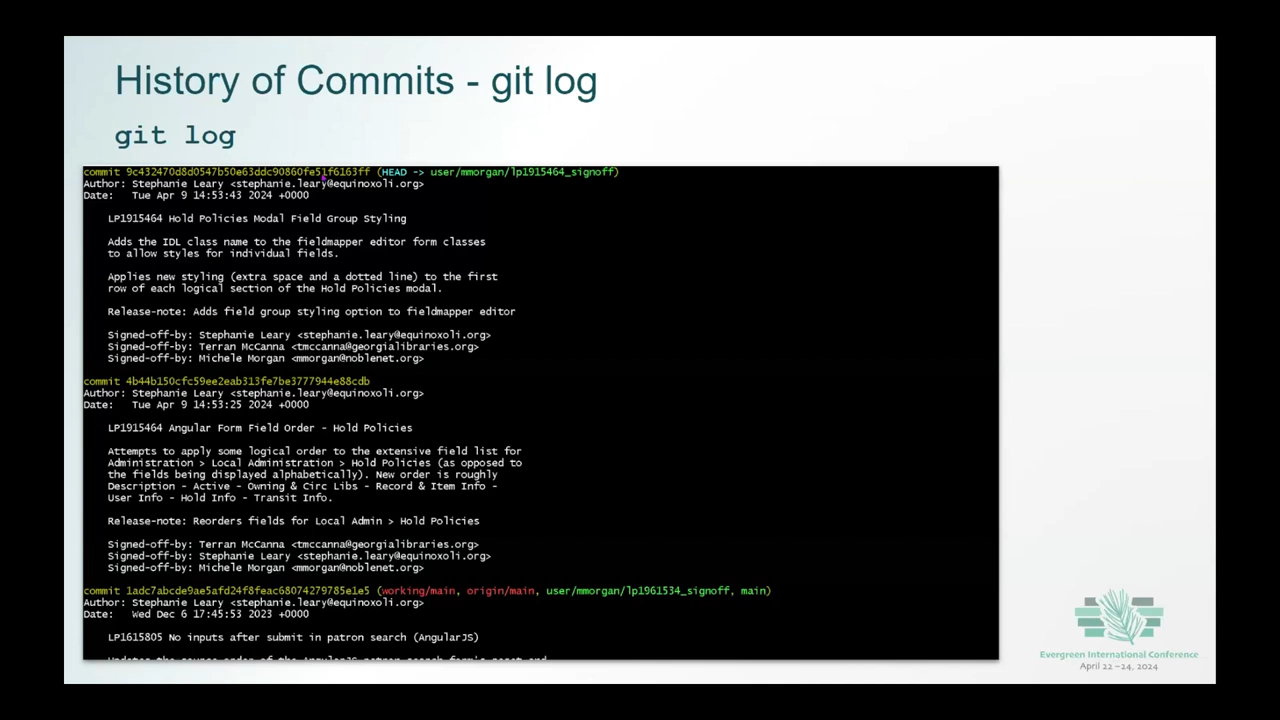 History of Commits - git log
git log
commit 9c432470d8d0547b50e63ddc90860fe51f6163ff (HEAD -> user/mmorgan/lp1915464_signoff)
Author: Stephanie Leary <stephanie.leary@equinoxoli.org>
Date:   Tue Apr 9 14:53:43 2024 +0000
LP1915464 Hold Policies Modal Field Group Styling
Adds the IDL class name to the fieldmapper editor form classes
to allow styles for individual fields.
Applies new styling (extra space and a dotted line) to the first
row of each logical section of the Hold Policies modal.
Release-note: Adds field group styling option to fieldmapper editor
Signed-off-by: Stephanie Leary <stephanie.leary@equinoxoli.org>
Signed-off-by: Terran McCanna <tmccanna@georgialibraries.org>
Signed-off-by: Michele Morgan <mmorgan@noblenet.org>
commit 4b44b150cfc59ee2eab313fe7be3777944e88cdb
Author: Stephanie Leary <stephanie.leary@equinoxoli.org>
Date:   Tue Apr 9 14:53:25 2024 +0000
LP1915464 Angular Form Field Order - Hold Policies
Attempts to apply some logical order to the extensive field list for
Administration > Local Administration > Hold Policies (as opposed to
the fields being displayed alphabetically). New order is roughly
Description - Active - Owning & Circ Libs - Record & Item Info -
User Info - Hold Info - Transit Info.
Release-note: Reorders fields for Local Admin > Hold Policies
Signed-off-by: Terran McCanna <tmccanna@georgialibraries.org>
Signed-off-by: Stephanie Leary <stephanie.leary@equinoxoli.org>
Signed-off-by: Michele Morgan <mmorgan@noblenet.org>
commit 1adc7abcde9ae5afd24f8feac68074279785e1e5 (working/main, origin/main, user/mmorgan/lp1961534_signoff, main)
Author: Stephanie Leary <stephanie.leary@equinoxoli.org>
Date:   Wed Dec 6 17:45:53 2023 +0000
LP1615805 No inputs after submit in patron search (AngularJS)
Updates the source order of the AngularJS patron search form's reset and
Evergreen International Conference
April 22–24, 2024